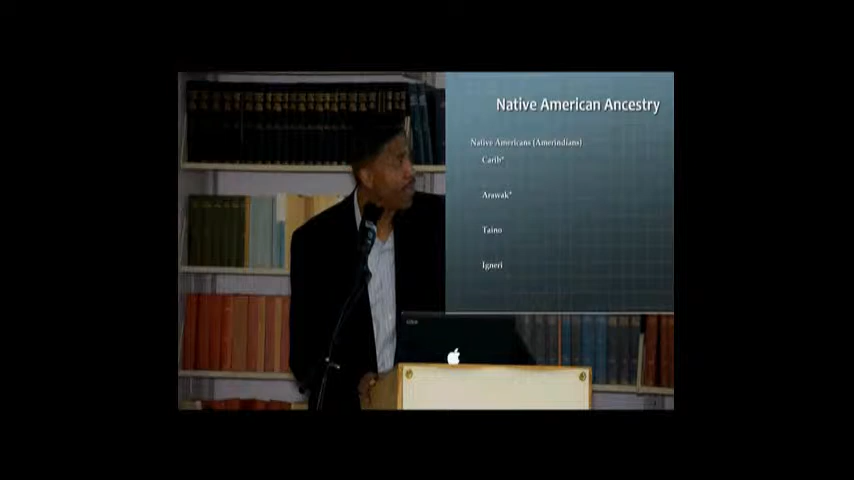 Native American Ancestry
Native Americans (Amerindians)
Carib*
Arawak*
Taino
Igneri